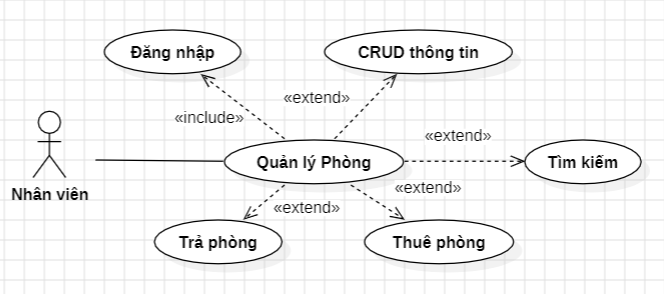 Đăng nhập
CRUD thông tin
«extend»
«include»
«extend»
Quản lý Phòng
Tìm kiếm
Nhân viên
«extend»
«extend»
Trả phòng
Thuê phòng